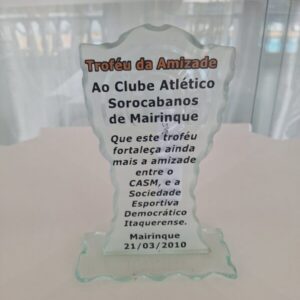 Troféu da Amizade
Ao Clube Atlético
Sorocabanos
de Mairinque
Que este troféu
fortaleça ainda
mais a amizade
entre o
CASM, e a
Sociedade
Esportiva
Democrático
Itaquerense.
Mairinque
21/03/2010